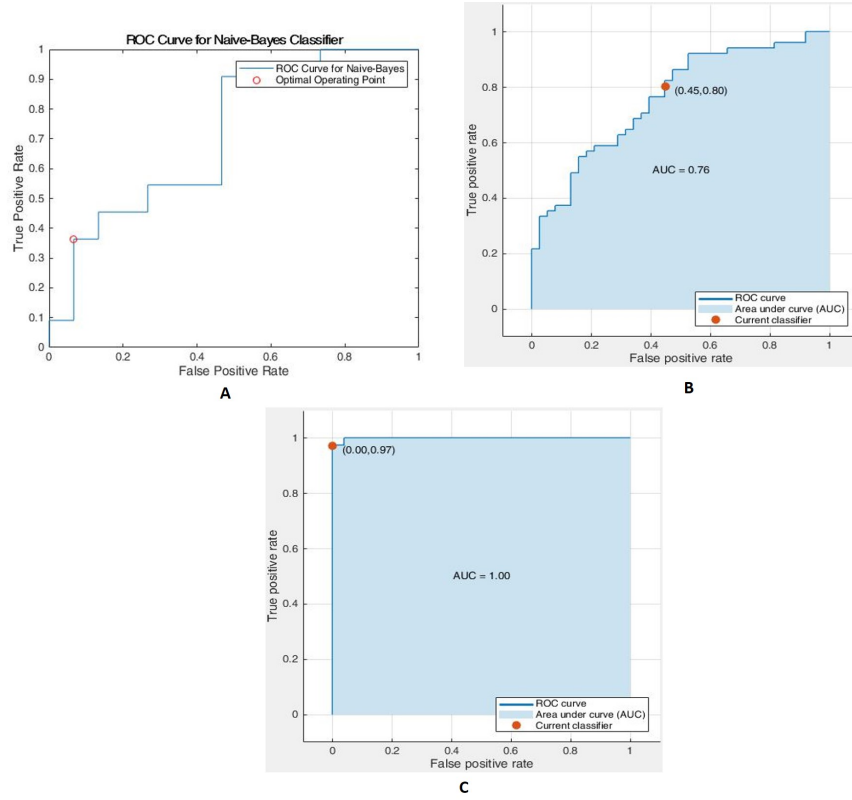 ROC Curve for Naive-Bayes Classifier
1
0.9
0.8
0.7
0.6
0.5
0.4
0.3
0.2
0.1
0
True Positive Rate
ROC Curve for Naive-Bayes
Optimal Operating Point
0 0.2 0.4 0.6 0.8 1
False Positive Rate
A
1
0.8
0.6
0.4
0.2
0
True positive rate
(0.45,0.80)
AUC = 0.76
ROC curve
Area under curve (AUC)
Current classifier
0 0.2 0.4 0.6 0.8 1
False positive rate
B
1
0.8
0.6
0.4
0.2
0
True positive rate
(0.00,0.97)
AUC = 1.00
ROC curve
Area under curve (AUC)
Current classifier
0 0.2 0.4 0.6 0.8 1
False positive rate
C